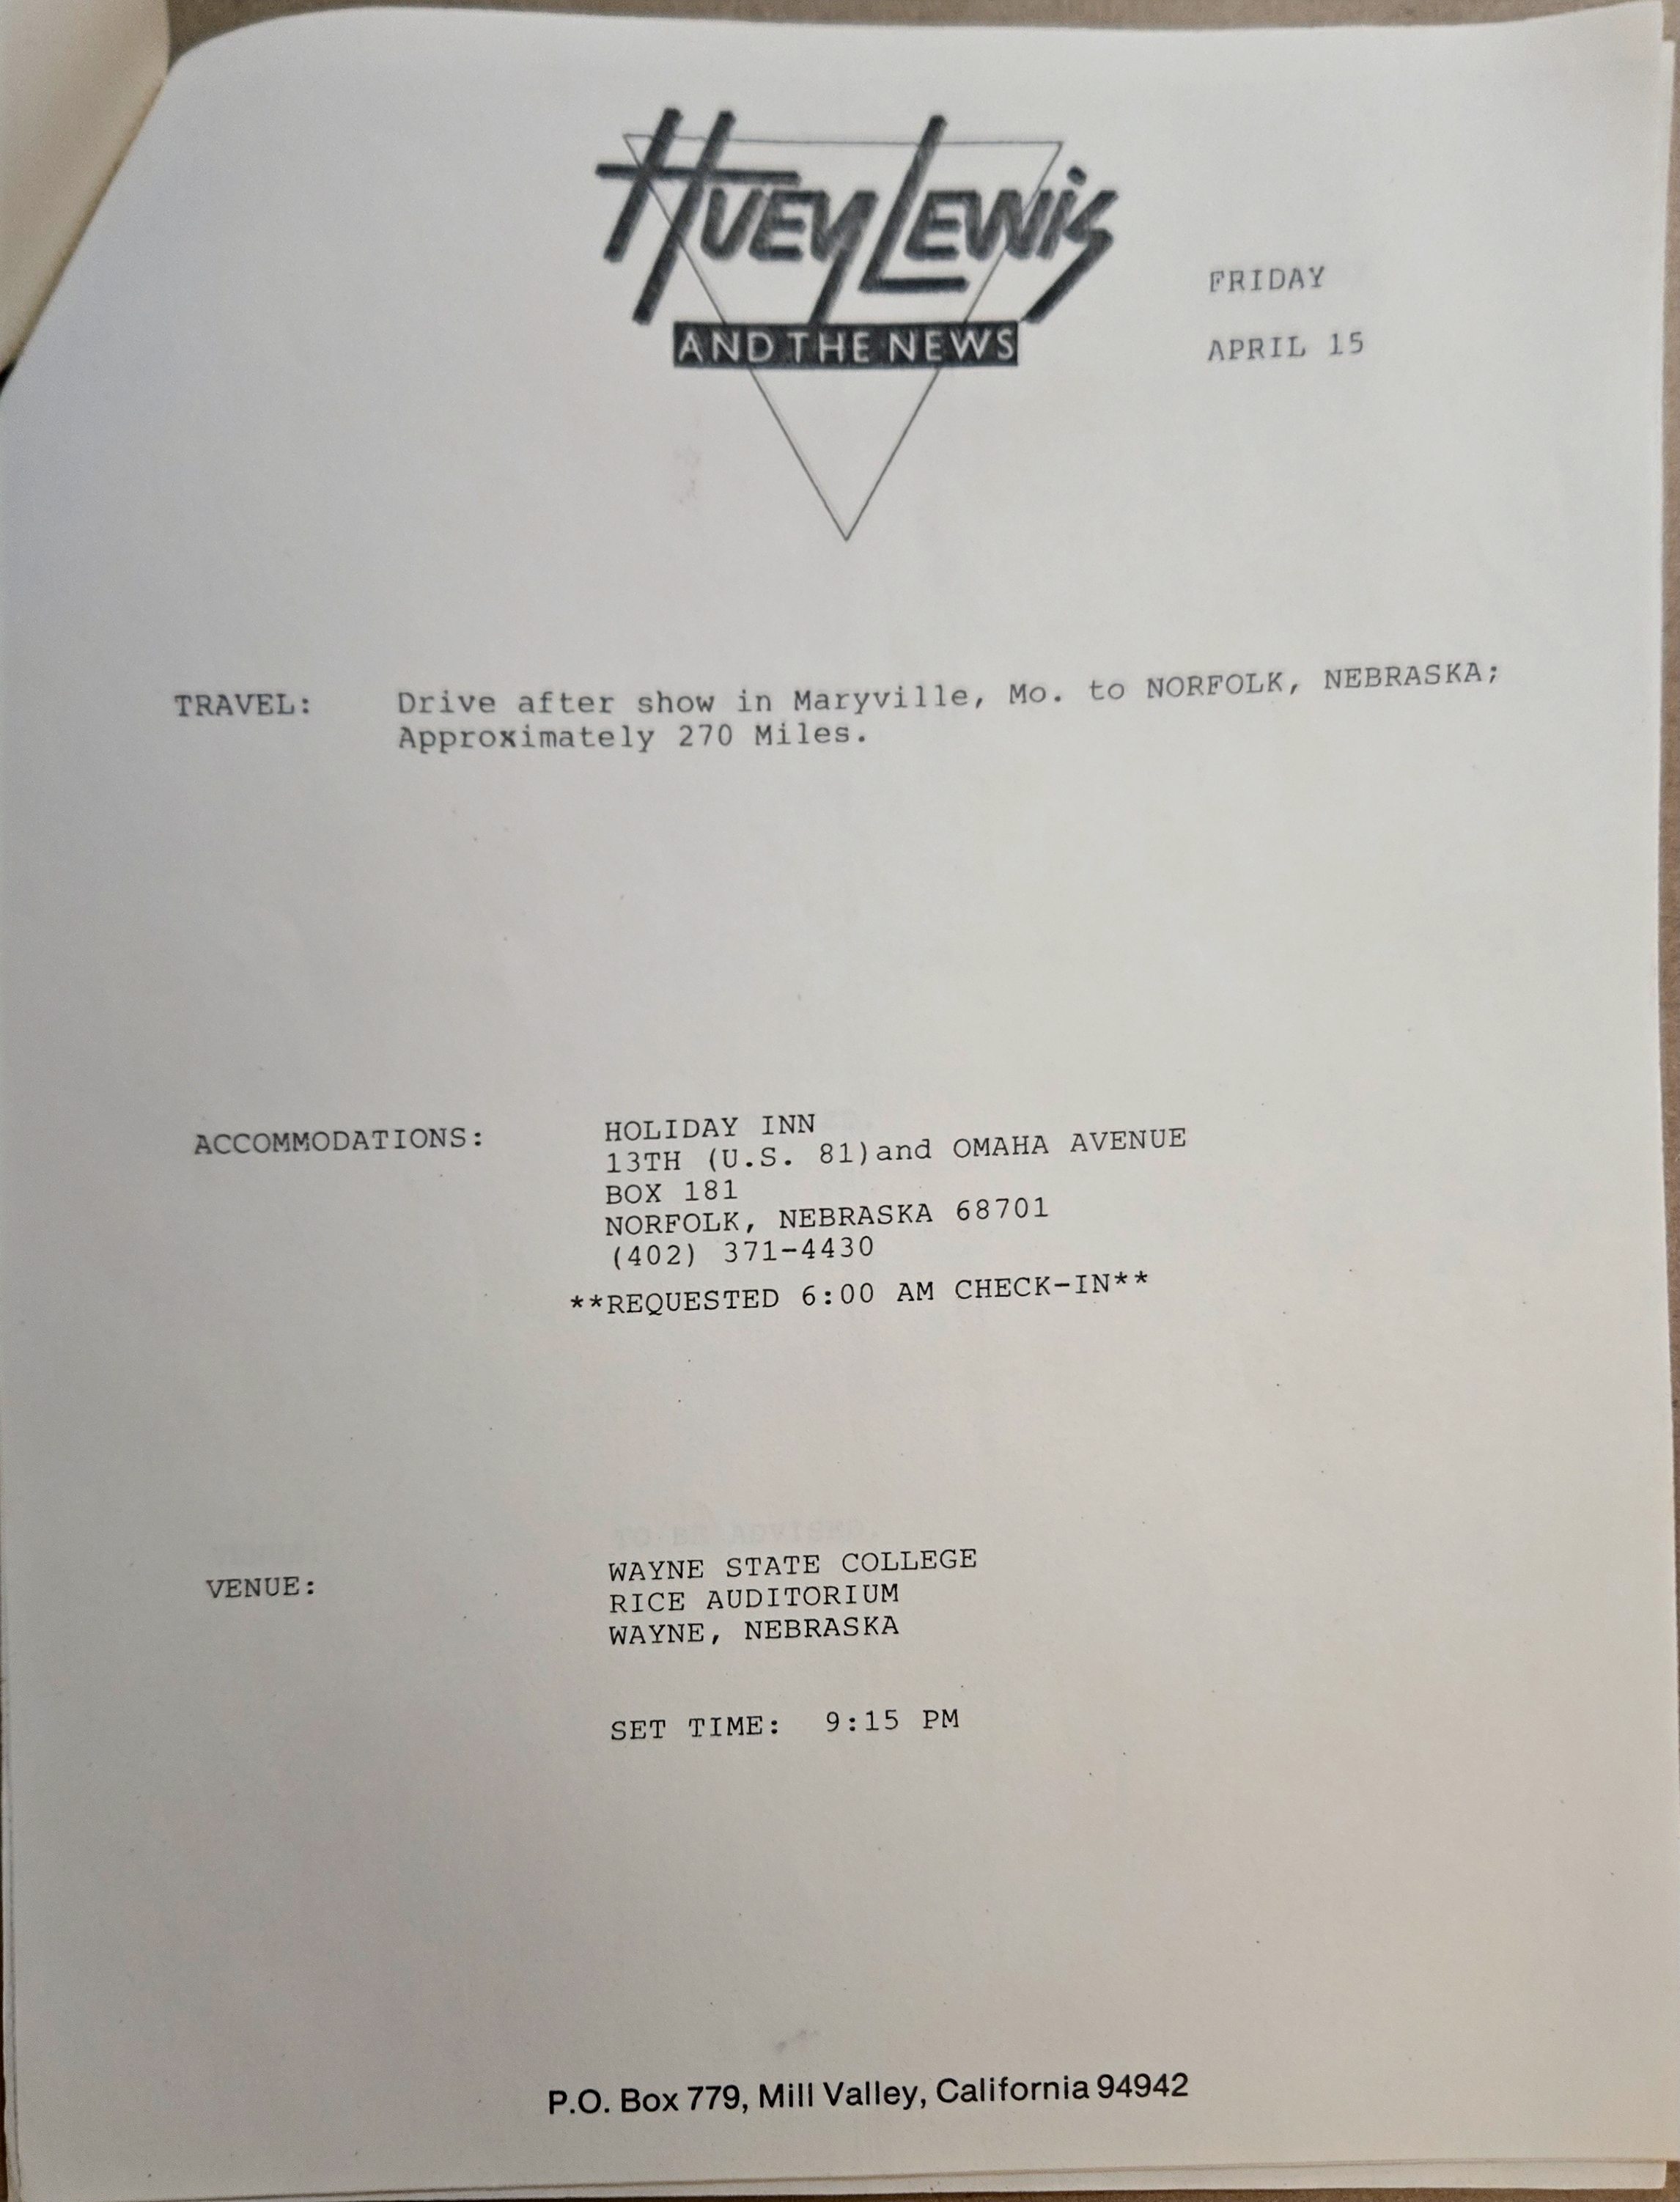 HUEY LEWIS
AND THE NEWS
FRIDAY
APRIL 15
TRAVEL: Drive after show in Maryville, Mo. to NORFOLK, NEBRASKA;
Approximately 270 Miles.
ACCOMMODATIONS: HOLIDAY INN
13TH (U.S. 81)and OMAHA AVENUE
BOX 181
NORFOLK, NEBRASKA 68701
(402) 371-4430
**REQUESTED 6:00 AM CHECK-IN**
TO BE ADVISED.
VENUE: WAYNE STATE COLLEGE
RICE AUDITORIUM
WAYNE, NEBRASKA
SET TIME: 9:15 PM
P.O. Box 779, Mill Valley, California 94942